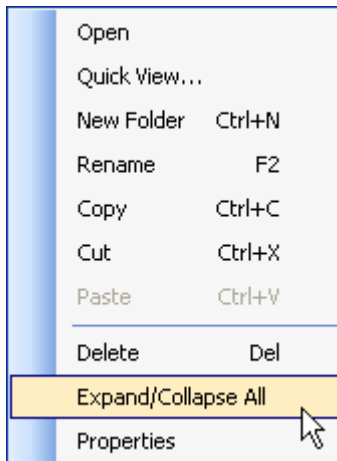 Open
Quick View...
New Folder Ctrl+N
Rename F2
Copy Ctrl+C
Cut Ctrl+X
Paste Ctrl+V
Delete Del
Expand/Collapse All
Properties